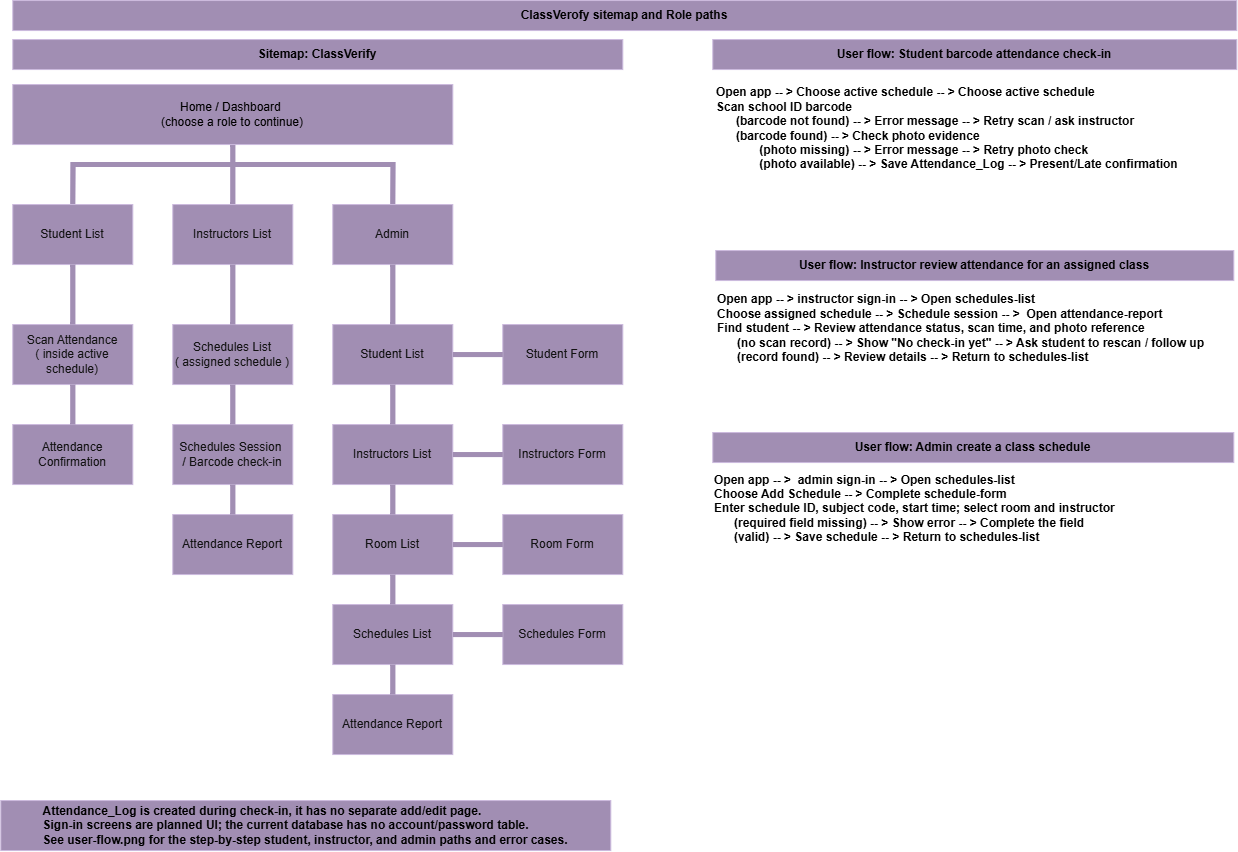 ClassVerofy sitemap and Role paths
Sitemap: ClassVerify
Home / Dashboard
(choose a role to continue)
Student List
Instructors List
Admin
Scan Attendance
( inside active
schedule)
Schedules List
( assigned schedule )
Student List
Student Form
Attendance
Confirmation
Schedules Session
/ Barcode check-in
Instructors List
Instructors Form
Attendance Report
Room List
Room Form
Schedules List
Schedules Form
Attendance Report
Attendance_Log is created during check-in, it has no separate add/edit page.
Sign-in screens are planned UI; the current database has no account/password table.
See user-flow.png for the step-by-step student, instructor, and admin paths and error cases.
User flow: Student barcode attendance check-in
Open app -- > Choose active schedule -- > Choose active schedule
Scan school ID barcode
(barcode not found) -- > Error message -- > Retry scan / ask instructor
(barcode found) -- > Check photo evidence
(photo missing) -- > Error message -- > Retry photo check
(photo available) -- > Save Attendance_Log -- > Present/Late confirmation
User flow: Instructor review attendance for an assigned class
Open app -- > instructor sign-in -- > Open schedules-list
Choose assigned schedule -- > Schedule session -- > Open attendance-report
Find student -- > Review attendance status, scan time, and photo reference
(no scan record) -- > Show "No check-in yet" -- > Ask student to rescan / follow up
(record found) -- > Review details -- > Return to schedules-list
User flow: Admin create a class schedule
Open app -- > admin sign-in -- > Open schedules-list
Choose Add Schedule -- > Complete schedule-form
Enter schedule ID, subject code, start time; select room and instructor
(required field missing) -- > Show error -- > Complete the field
(valid) -- > Save schedule -- > Return to schedules-list